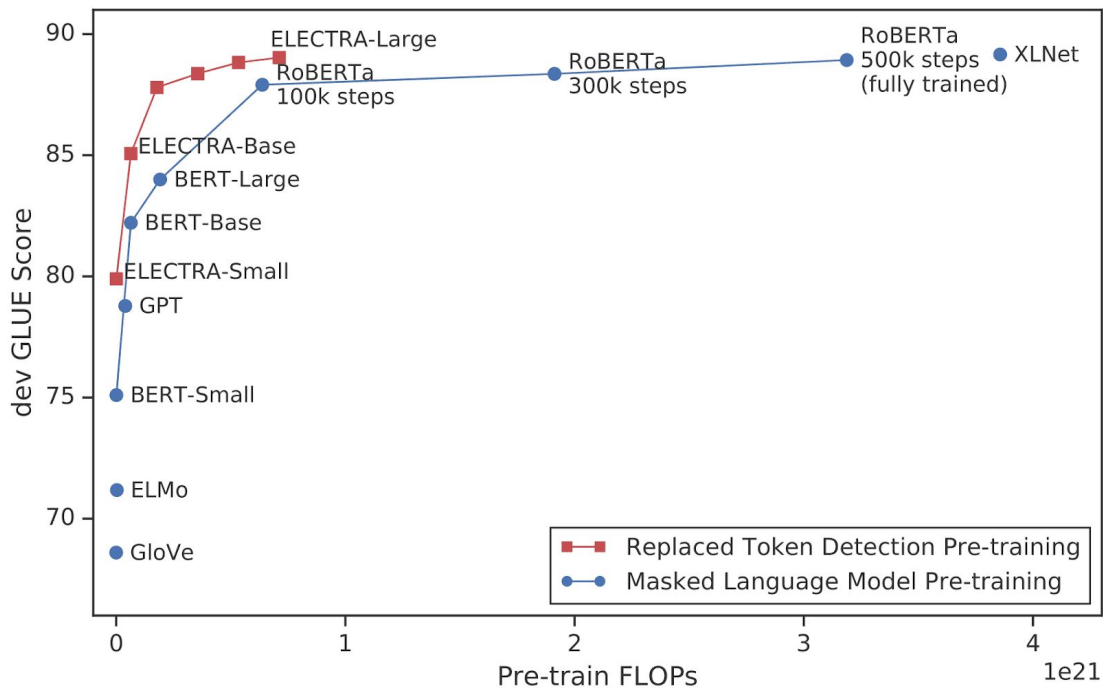 90
85
80
75
70
dev GLUE Score
ELECTRA-Large
RoBERTa
100k steps
RoBERTa
300k steps
RoBERTa
500k steps
(fully trained)
XLNet
ELECTRA-Base
BERT-Large
BERT-Base
ELECTRA-Small
GPT
BERT-Small
ELMo
GloVe
Replaced Token Detection Pre-training
Masked Language Model Pre-training
0
1
2
3
4
1e21
Pre-train FLOPs